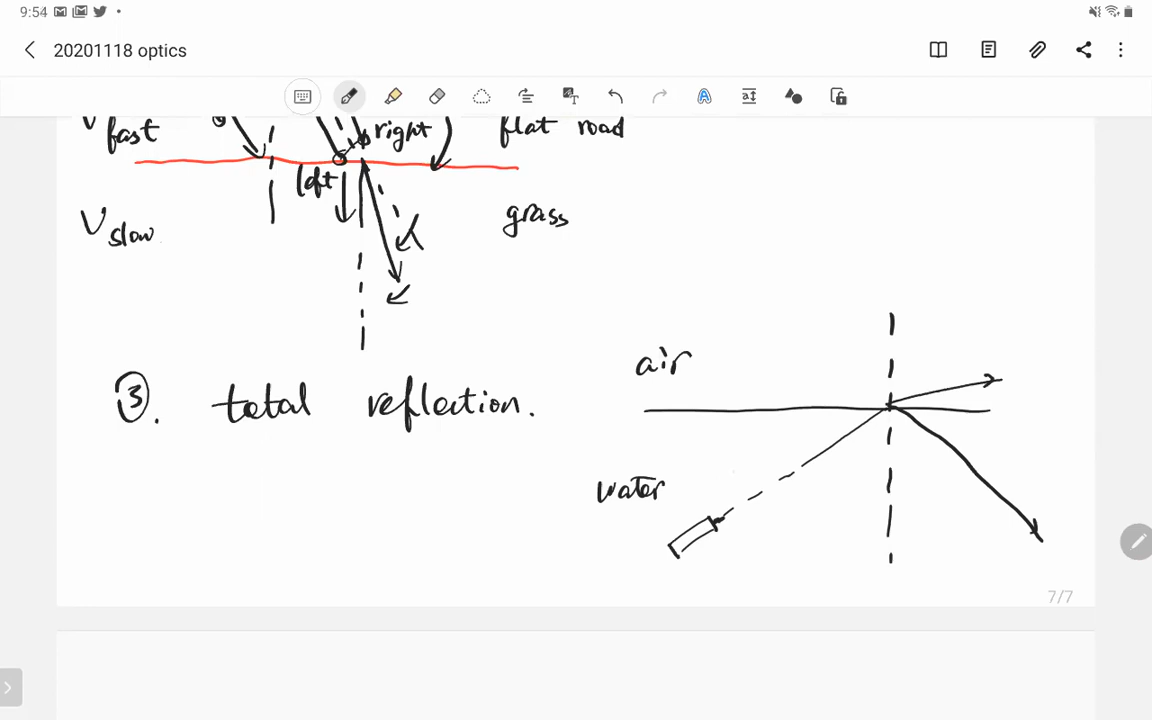 9:54
20201118 optics
V fast
right
flat road
left
V slow
grass
air
③. total reflection.
water
7/7